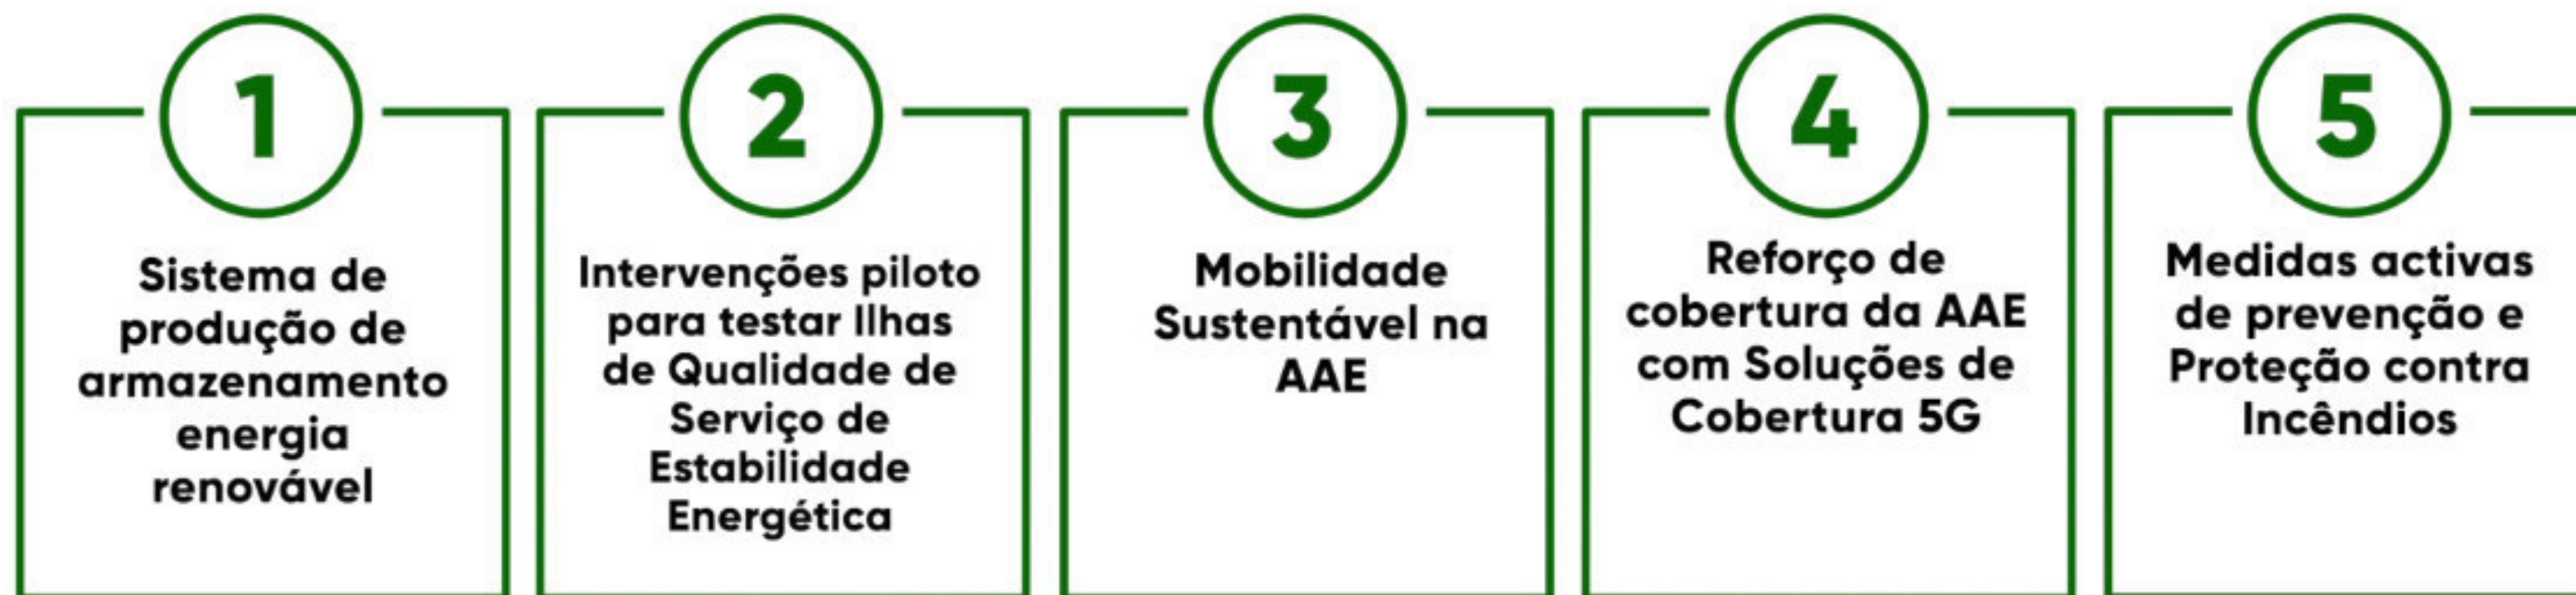 1
Sistema de
produção de
armazenamento
energia
renovável
2
Intervenções piloto
para testar Ilhas
de Qualidade de
Serviço de
Estabilidade
Energética
3
Mobilidade
Sustentável na
AAE
4
Reforço de
cobertura da AAE
com Soluções de
Cobertura 5G
5
Medidas activas
de prevenção e
Proteção contra
Incêndios